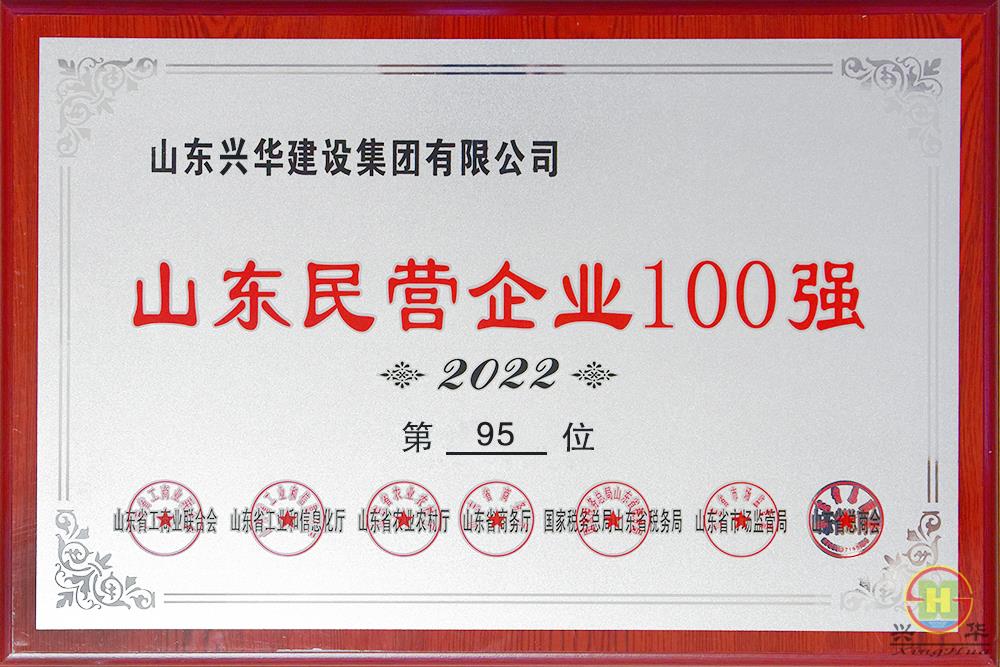 山东兴华建设集团有限公司
山东民营企业100强
2022
第 95 位
山东省工商业联合会 山东省工业和信息化厅 山东省农业农村厅 山东省商务厅 国家税务总局山东省税务局 山东省市场监管局 山东省总商会
H
兴 华
XingHua